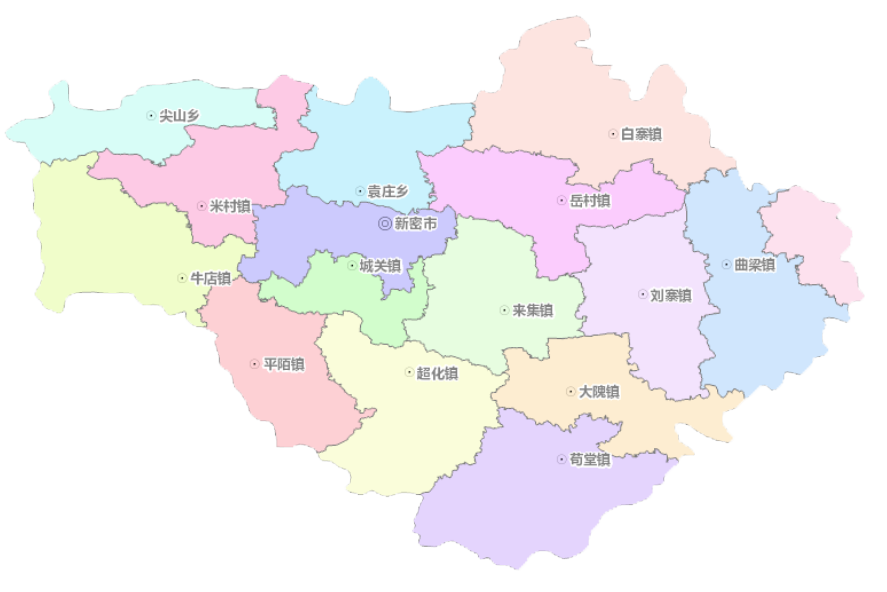 尖山乡
白寨镇
袁庄乡
岳村镇
米村镇
新密市
城关镇
曲梁镇
牛店镇
刘寨镇
来集镇
平陌镇
超化镇
大隗镇
苟堂镇